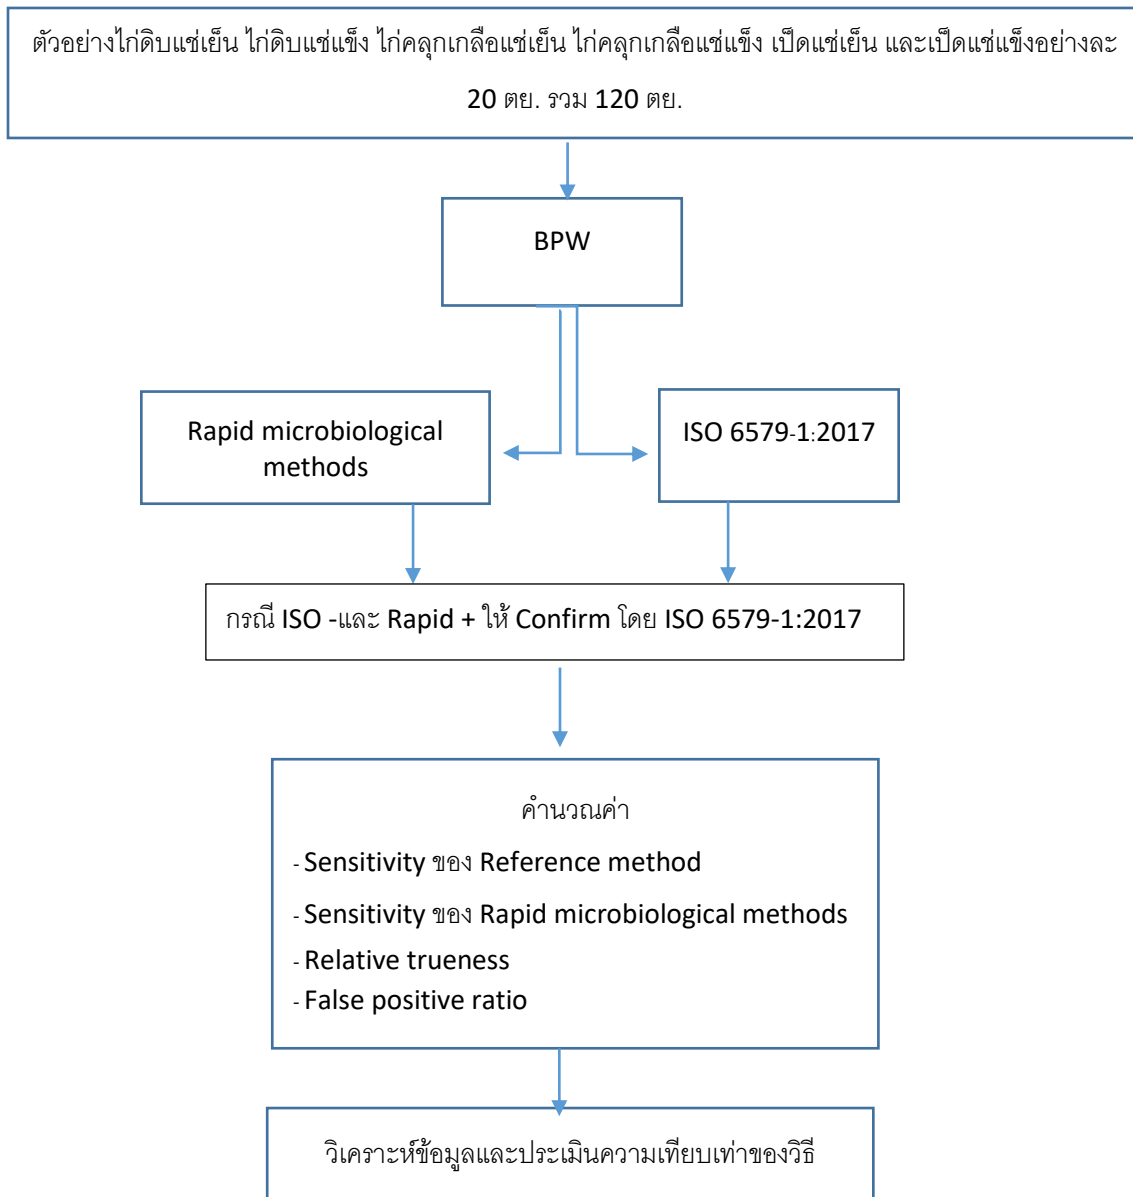 ตัวอย่างไก่ดิบแช่เย็น ไก่ดิบแช่แข็ง ไก่คลุกเกลือแช่เย็น ไก่คลุกเกลือแช่แข็ง เป็ดแช่เย็น และเป็ดแช่แข็งอย่างละ
20 ตย. รวม 120 ตย.
BPW
Rapid microbiological
methods
ISO 6579-1:2017
กรณี ISO -และ Rapid + ให้ Confirm โดย ISO 6579-1:2017
คำนวณค่า
- Sensitivity ของ Reference method
- Sensitivity ของ Rapid microbiological methods
- Relative trueness
- False positive ratio
วิเคราะห์ข้อมูลและประเมินความเทียบเท่าของวิธี